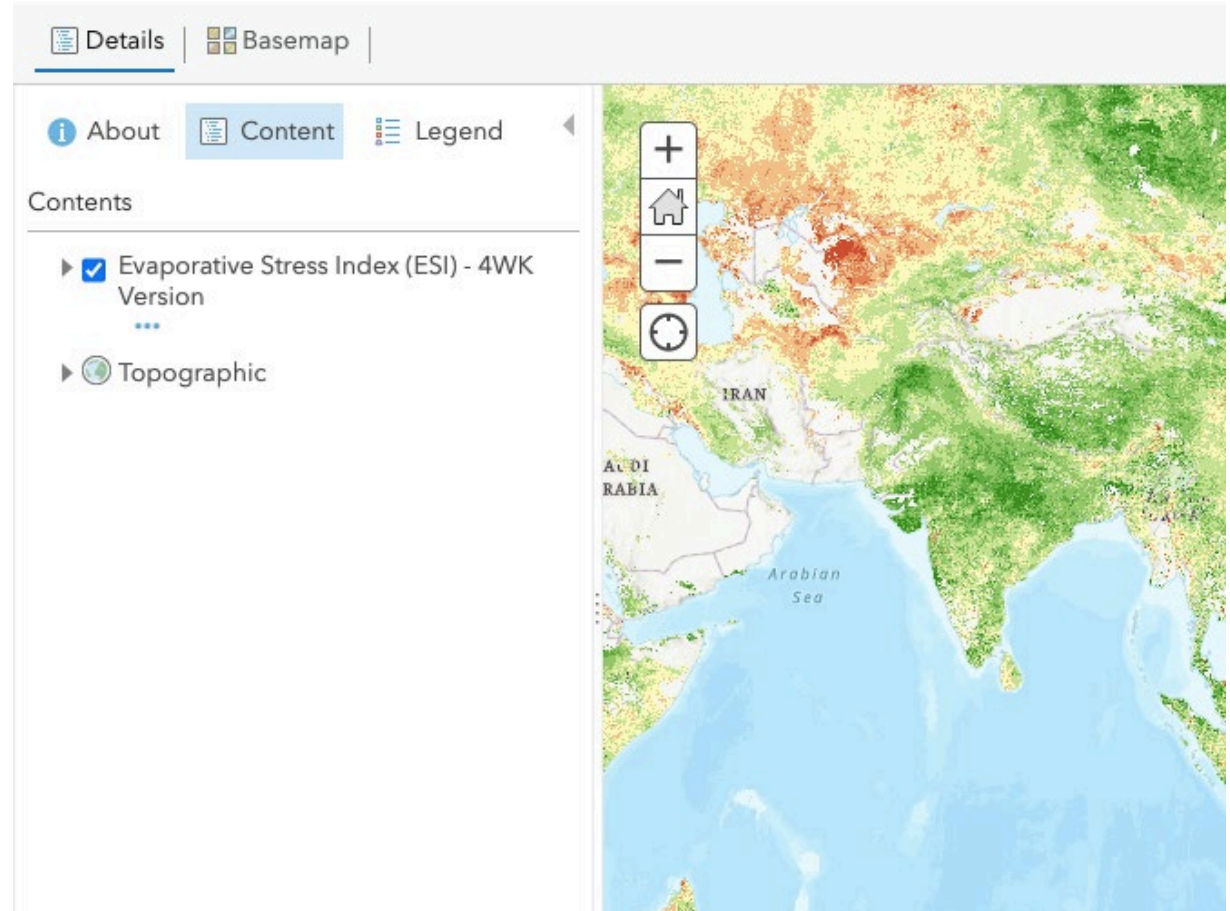 Details
Basemap
About
Content
Legend
Contents
Evaporative Stress Index (ESI) - 4WK
Version
Topographic
IRAN
RABIA
Arabian
Sea